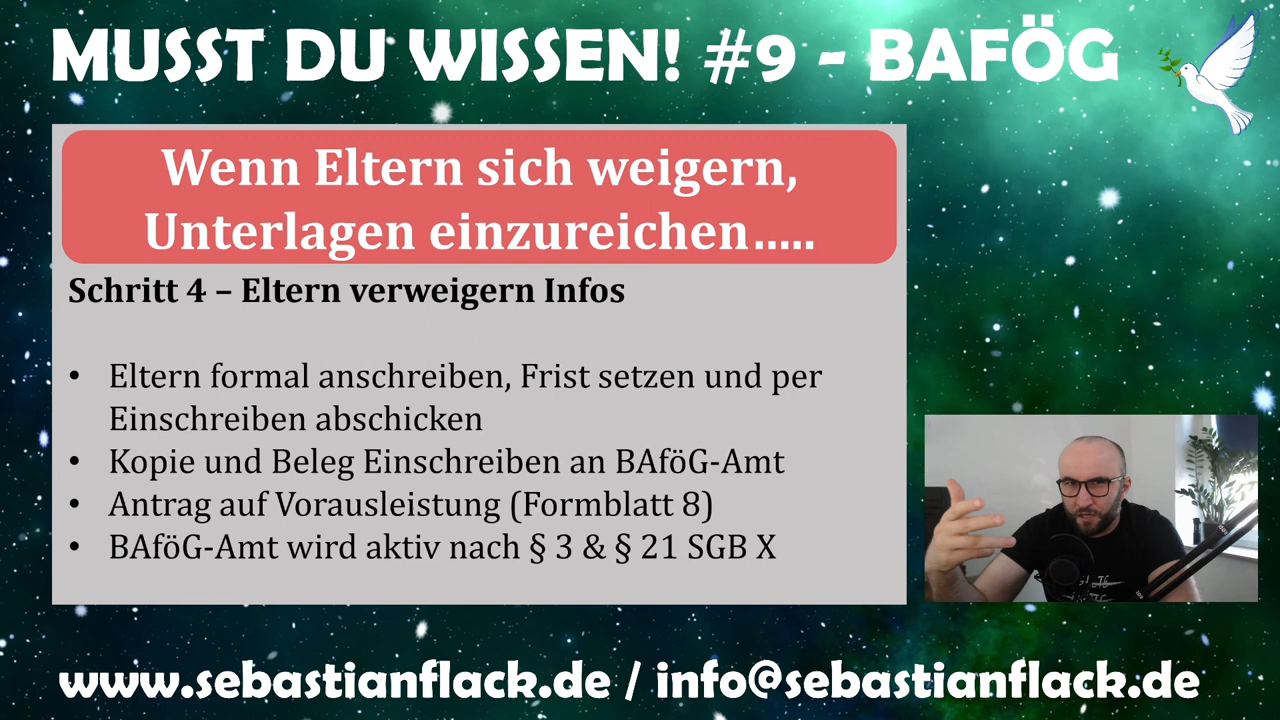 MUSST DU WISSEN! #9 - BAFÖG
Wenn Eltern sich weigern,
Unterlagen einzureichen.....
Schritt 4 – Eltern verweigern Infos
• Eltern formal anschreiben, Frist setzen und per
Einschreiben abschicken
• Kopie und Beleg Einschreiben an BAföG-Amt
• Antrag auf Vorausleistung (Formblatt 8)
• BAföG-Amt wird aktiv nach § 3 & § 21 SGB X
www.sebastianflack.de / info@sebastianflack.de